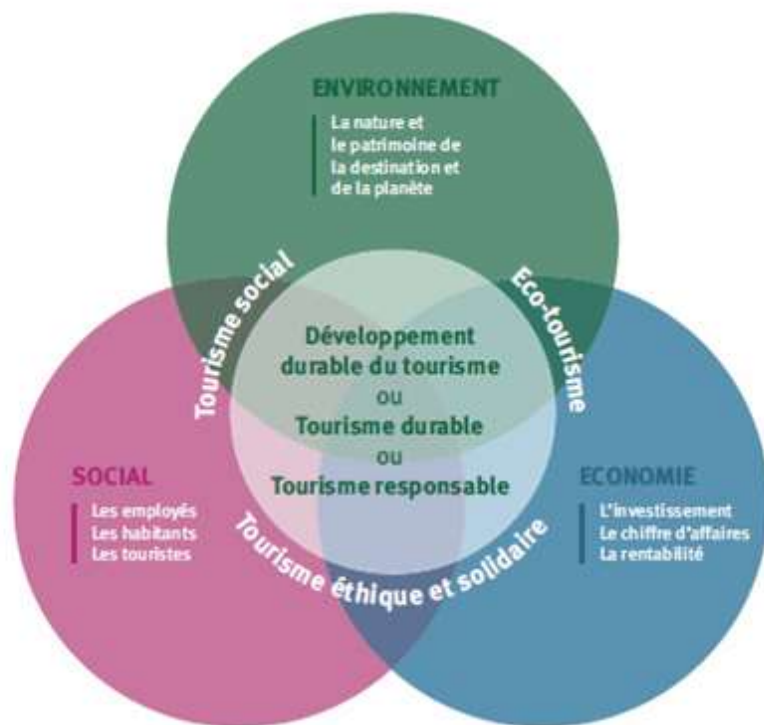 ENVIRONNEMENT
La nature et
le patrimoine de
la destination et
de la planète
Tourisme social
Eco-tourisme
Développement
durable du tourisme
ou
Tourisme durable
ou
Tourisme responsable
SOCIAL
Les employés
Les habitants
Les touristes
ECONOMIE
L'investissement
Le chiffre d'affaires
La rentabilité
Tourisme éthique et solidaire